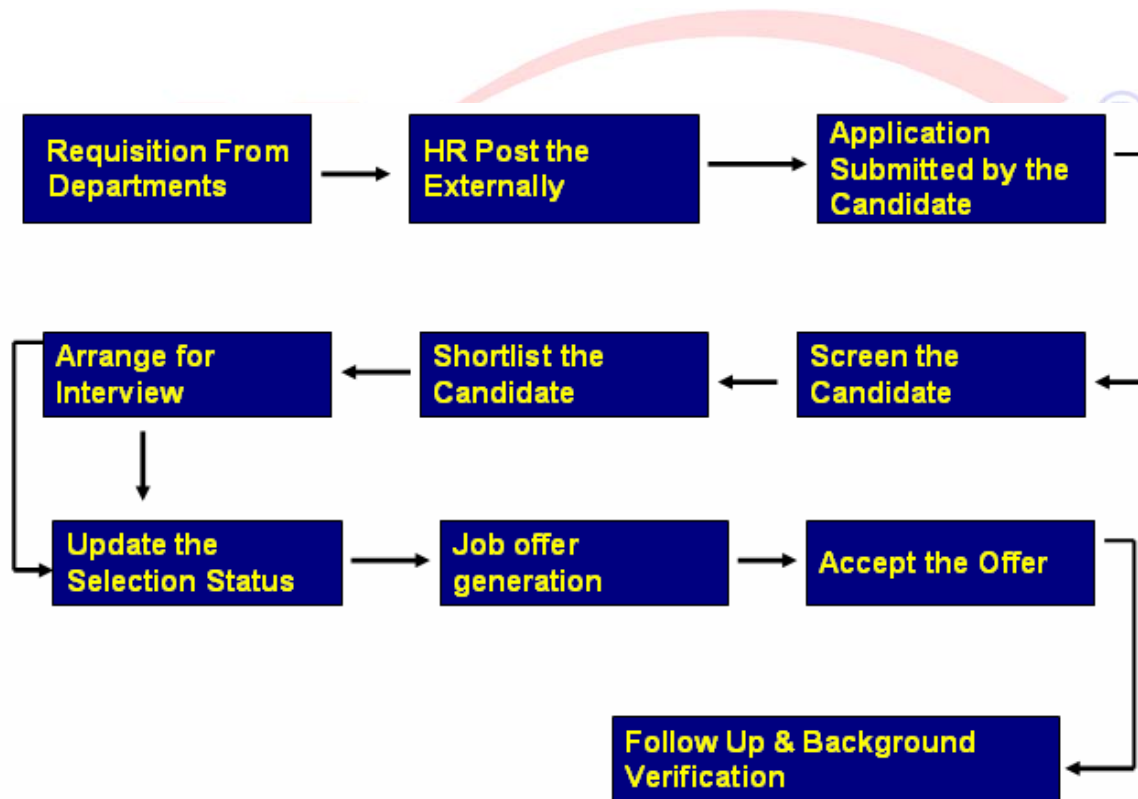 Requisition From
Departments
HR Post the
Externally
Application
Submitted by the
Candidate
Arrange for
Interview
Shortlist the
Candidate
Screen the
Candidate
Update the
Selection Status
Job offer
generation
Accept the Offer
Follow Up & Background
Verification